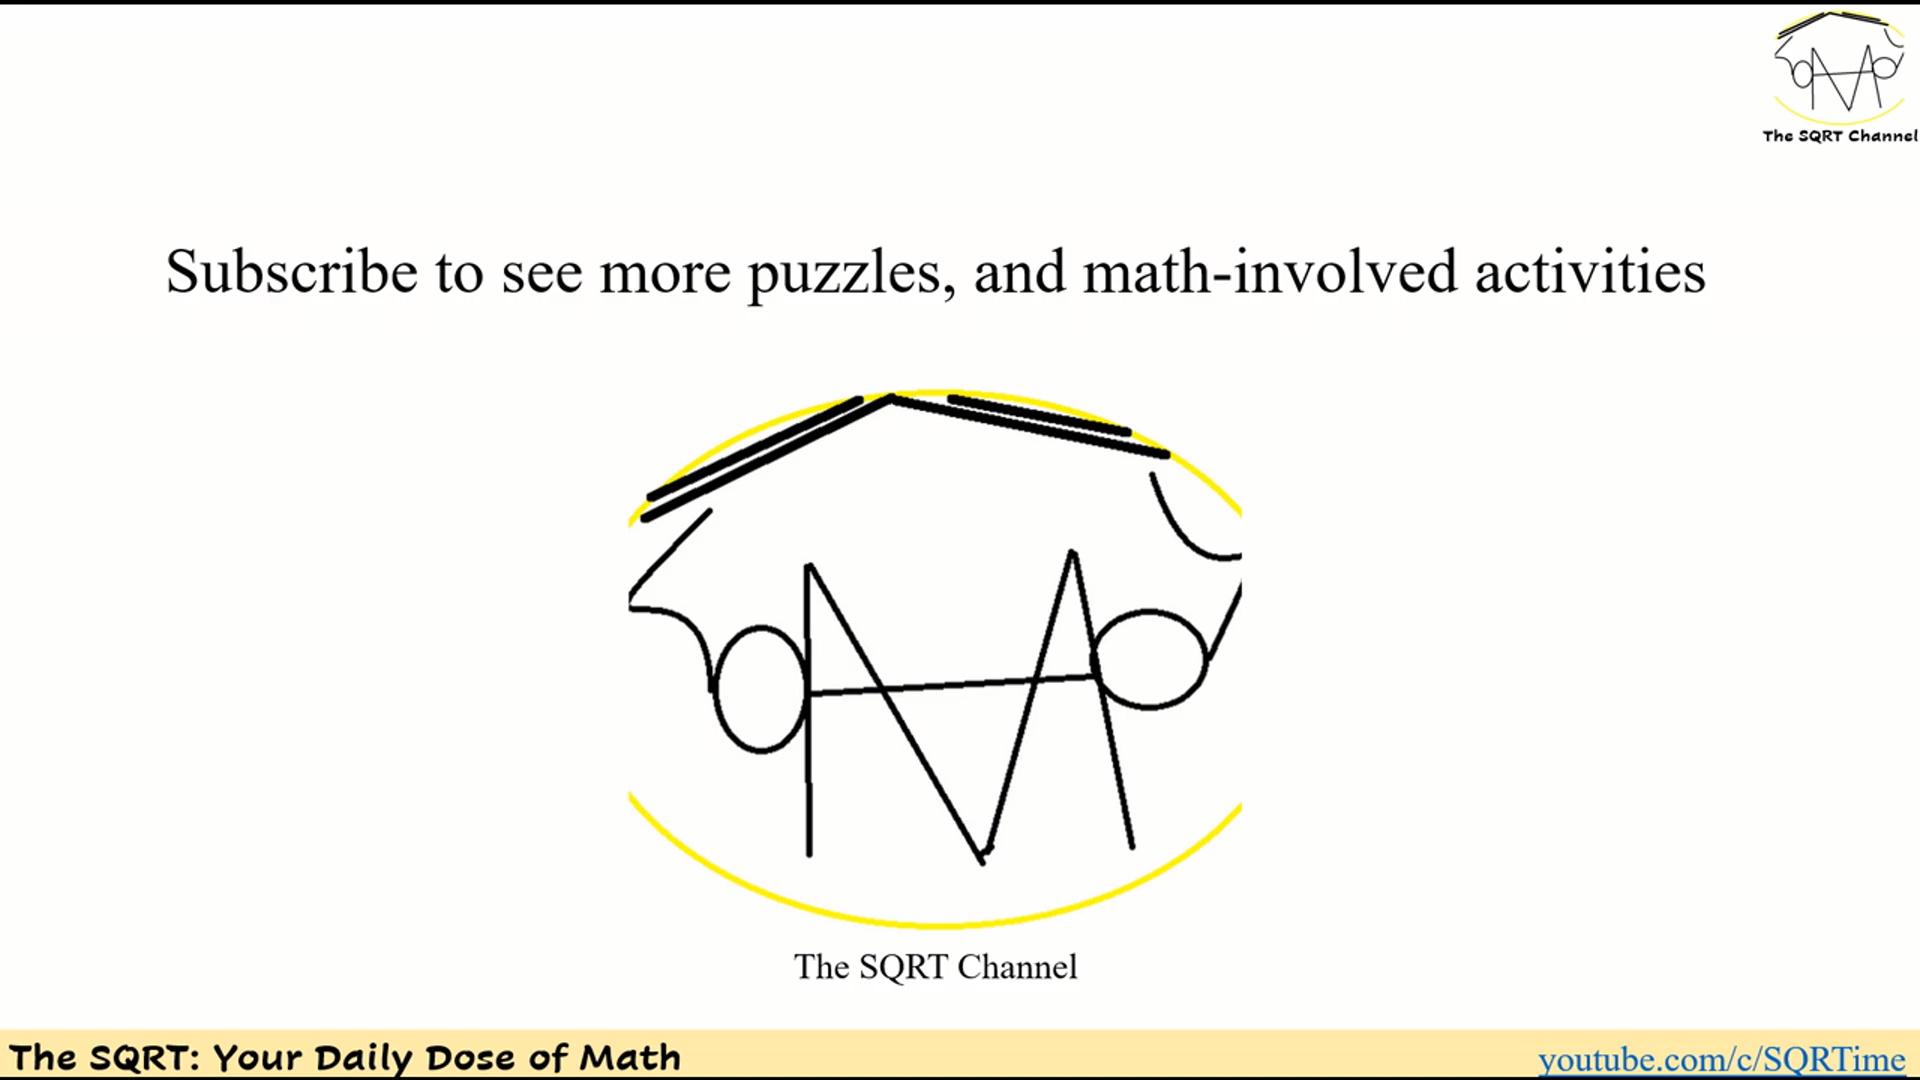 The SQRT Channel
Subscribe to see more puzzles, and math-involved activities
The SQRT Channel
The SQRT: Your Daily Dose of Math
youtube.com/c/SQRTime